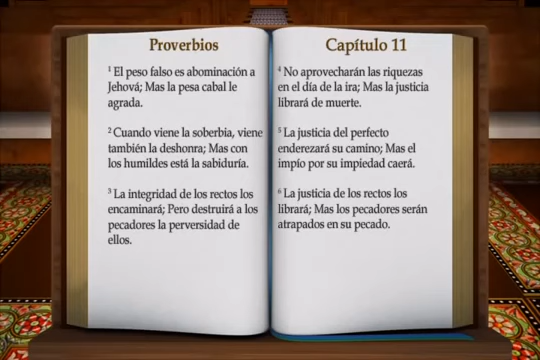 Proverbios
1 El peso falso es abominación a
Jehová; Mas la pesa cabal le
agrada.
2 Cuando viene la soberbia, viene
también la deshonra; Mas con
los humildes está la sabiduría.
3 La integridad de los rectos los
encaminará; Pero destruirá a los
pecadores la perversidad de
ellos.
Capítulo 11
4 No aprovecharán las riquezas
en el día de la ira; Mas la justicia
librará de muerte.
5 La justicia del perfecto
enderezará su camino; Mas el
impío por su impiedad caerá.
6 La justicia de los rectos los
librará; Mas los pecadores serán
atrapados en su pecado.